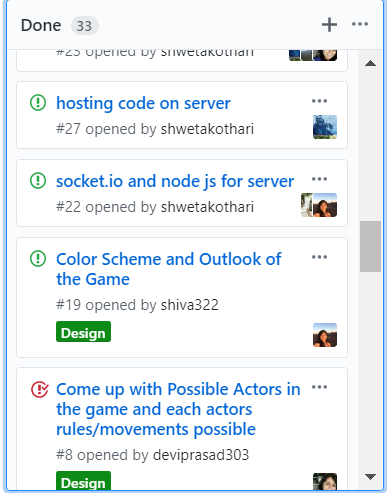 Done 33
#23 opened by shwetakothari
hosting code on server
#27 opened by shwetakothari
socket.io and node js for server
#22 opened by shwetakothari
Color Scheme and Outlook of
the Game
#19 opened by shiva322
Design
Come up with Possible Actors in
the game and each actors
rules/movements possible
#8 opened by deviprasad303
Design